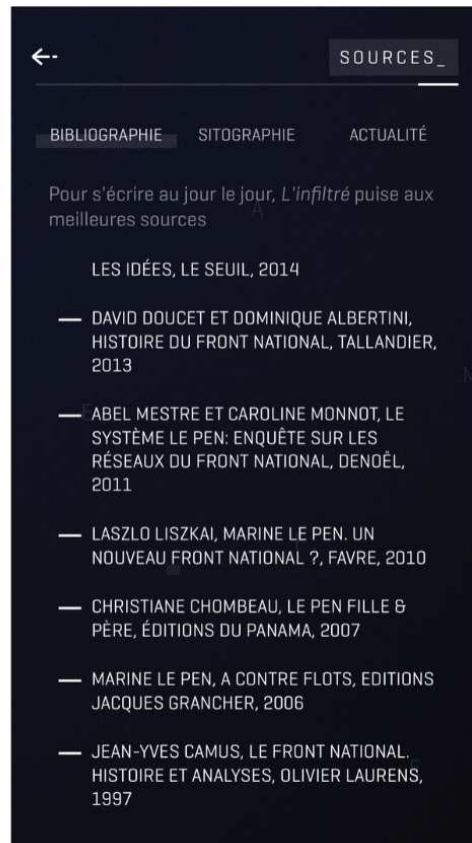 SOURCES_
BIBLIOGRAPHIE SITOGRAPHIE ACTUALITÉ
Pour s'écrire au jour le jour, L'infiltré puise aux
meilleures sources
LES IDÉES, LE SEUIL, 2014
— DAVID DOUCET ET DOMINIQUE ALBERTINI,
HISTOIRE DU FRONT NATIONAL, TALLANDIER,
2013
— ABEL MESTRE ET CAROLINE MONNOT, LE
SYSTÈME LE PEN: ENQUÊTE SUR LES
RÉSEAUX DU FRONT NATIONAL, DENOËL,
2011
— LASZLO LISZKAI, MARINE LE PEN. UN
NOUVEAU FRONT NATIONAL ?, FAVRE, 2010
— CHRISTIANE CHOMBEAU, LE PEN FILLE &
PÈRE, ÉDITIONS DU PANAMA, 2007
— MARINE LE PEN, A CONTRE FLOTS, EDITIONS
JACQUES GRANCHER, 2006
— JEAN-YVES CAMUS, LE FRONT NATIONAL.
HISTOIRE ET ANALYSES, OLIVIER LAURENS,
1997